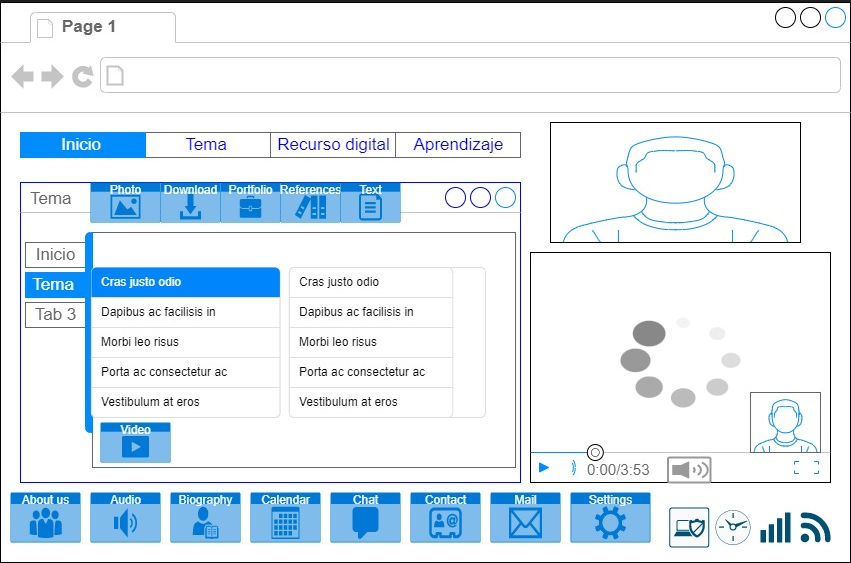 Page 1
Inicio
Tema
Recurso digital
Aprendizaje
Tema
Photo
Download
Portfolio
References
Text
Inicio
Tema
Tab 3
Cras justo odio
Dapibus ac facilisis in
Morbi leo risus
Porta ac consectetur ac
Vestibulum at eros
Cras justo odio
Dapibus ac facilisis in
Morbi leo risus
Porta ac consectetur ac
Vestibulum at eros
Video
0:00/3:53
About us
Audio
Biography
Calendar
Chat
Contact
Mail
Settings